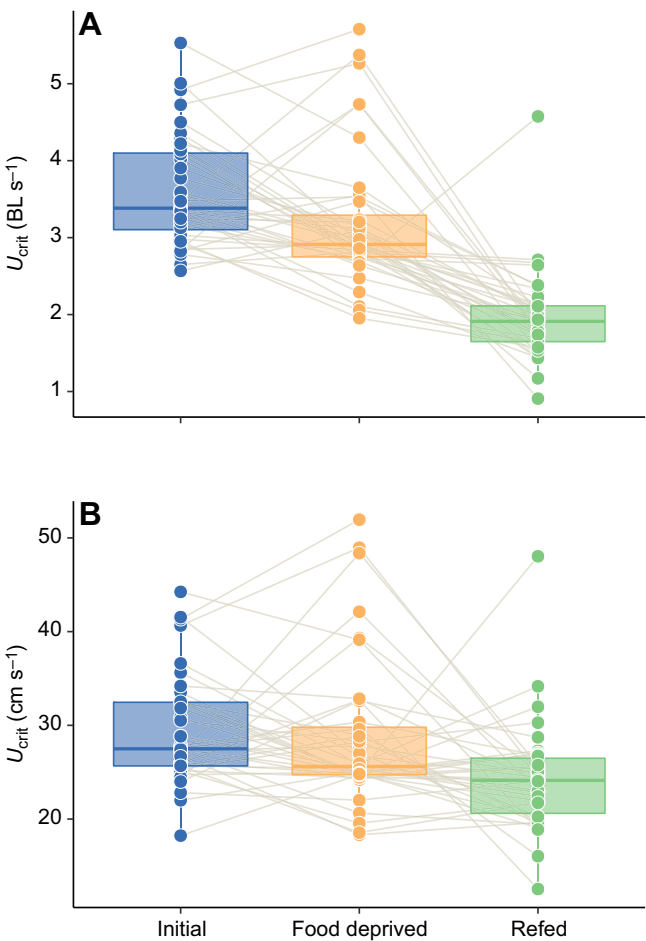 A
5
4
3
2
1
Ucrit (BL s−1)
B
50
40
30
20
Ucrit (cm s−1)
Initial
Food deprived
Refed